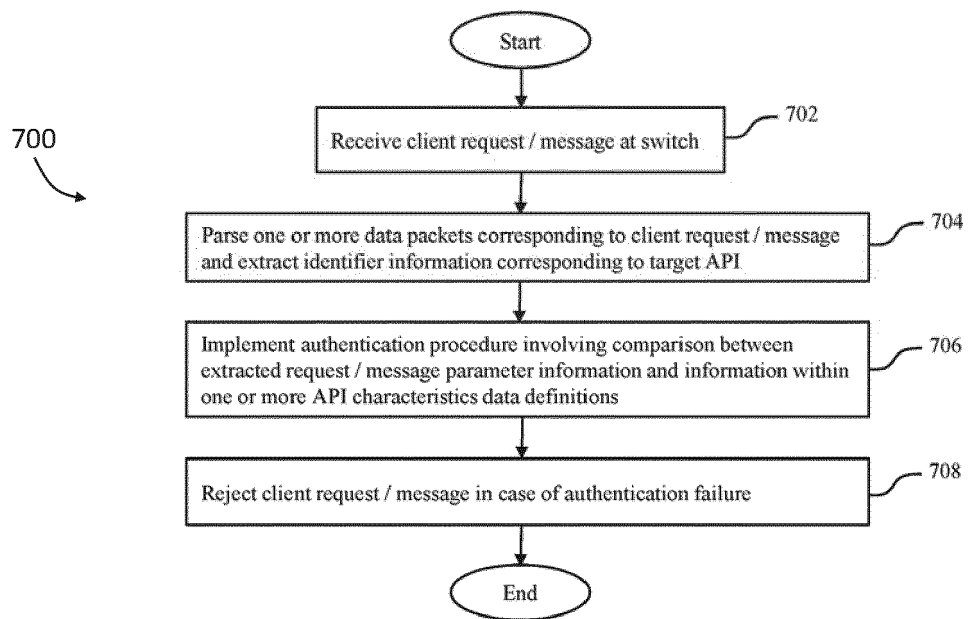 Start
702
Receive client request / message at switch
700
704
Parse one or more data packets corresponding to client request / message
and extract identifier information corresponding to target API
706
Implement authentication procedure involving comparison between
extracted request / message parameter information and information within
one or more API characteristics data definitions
708
Reject client request / message in case of authentication failure
End